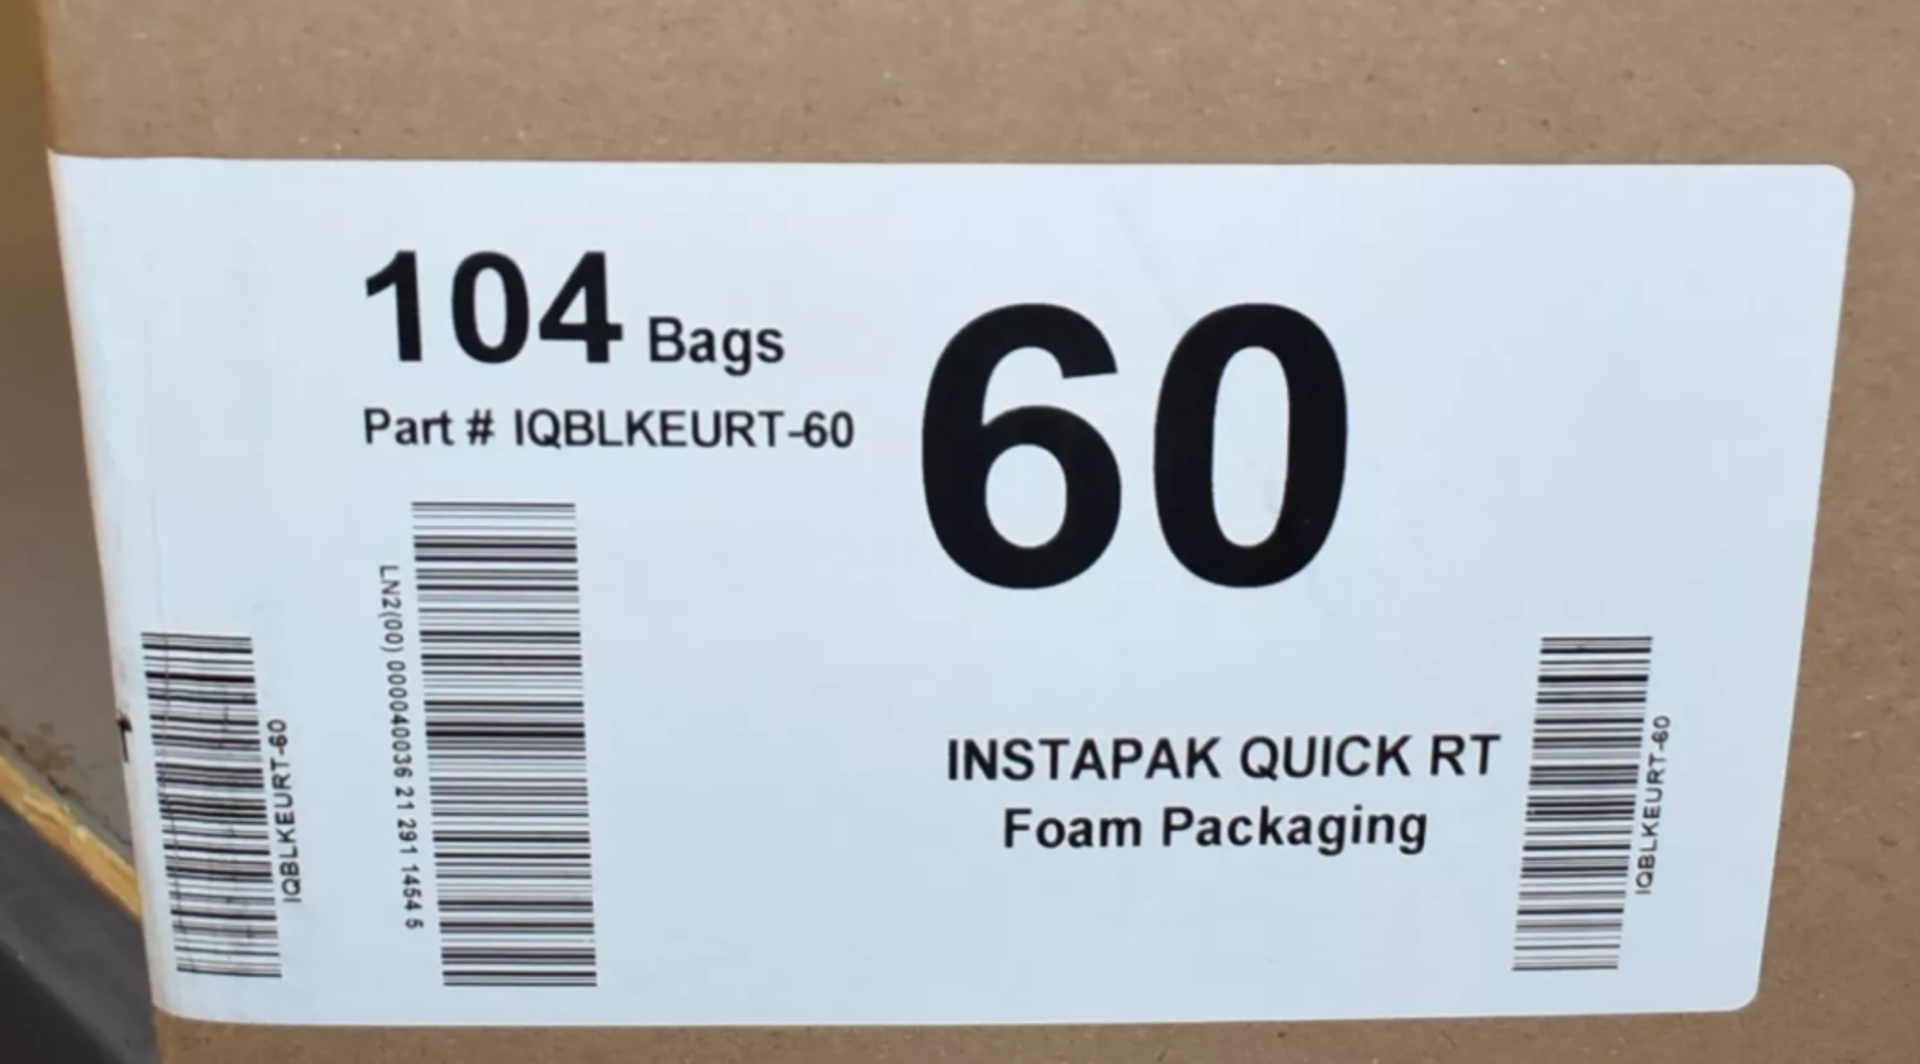 104 Bags
Part # IQBLKEURT-60
60
LN2(00) 000040036 21 291 1454 5
IQBLKEURT-60
INSTAPAK QUICK RT
Foam Packaging
IQBLKEURT-60